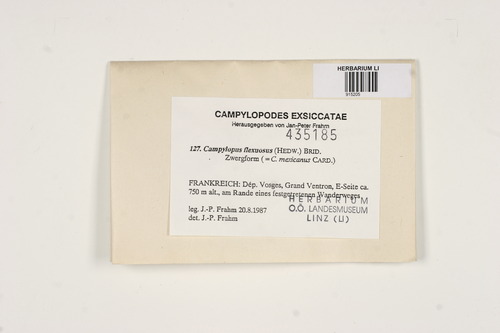 HERBARIUM LI
915205
CAMPYLOPODES EXSICCATAE
Herausgegeben von Jan-Peter Frahm
435185
127. Campylopus flexuosus (HEDW.) BRID.
Zwergform (= C. mexicanus CARD.)
FRANKREICH: Dép. Vosges, Grand Ventron, E-Seite ca.
750 m alt., am Rande eines festgetretenen Wanderweges
HERBARIUM
leg. J.-P. Frahm 20.8.1987
O.Ö. LANDESMUSEUM
det. J.-P. Frahm
LINZ (LI)